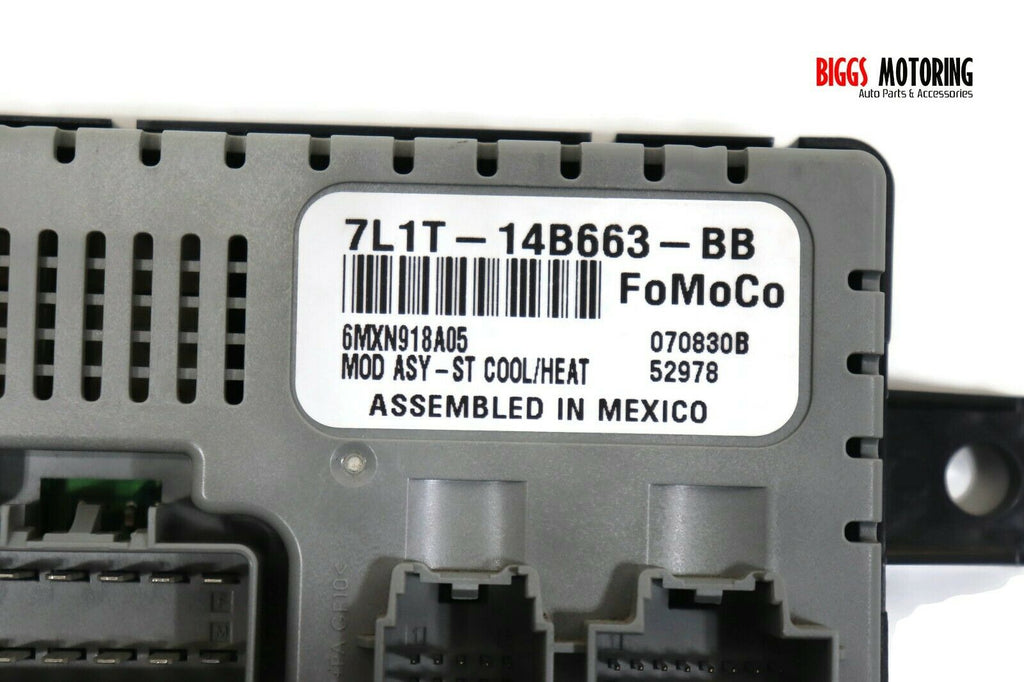 BIGGS MOTORING
Auto Parts & Accessories
7L1T-14B663-BB
FoMoCo
6MXN918A05 070830B
MOD ASY-ST COOL/HEAT 52978
ASSEMBLED IN MEXICO